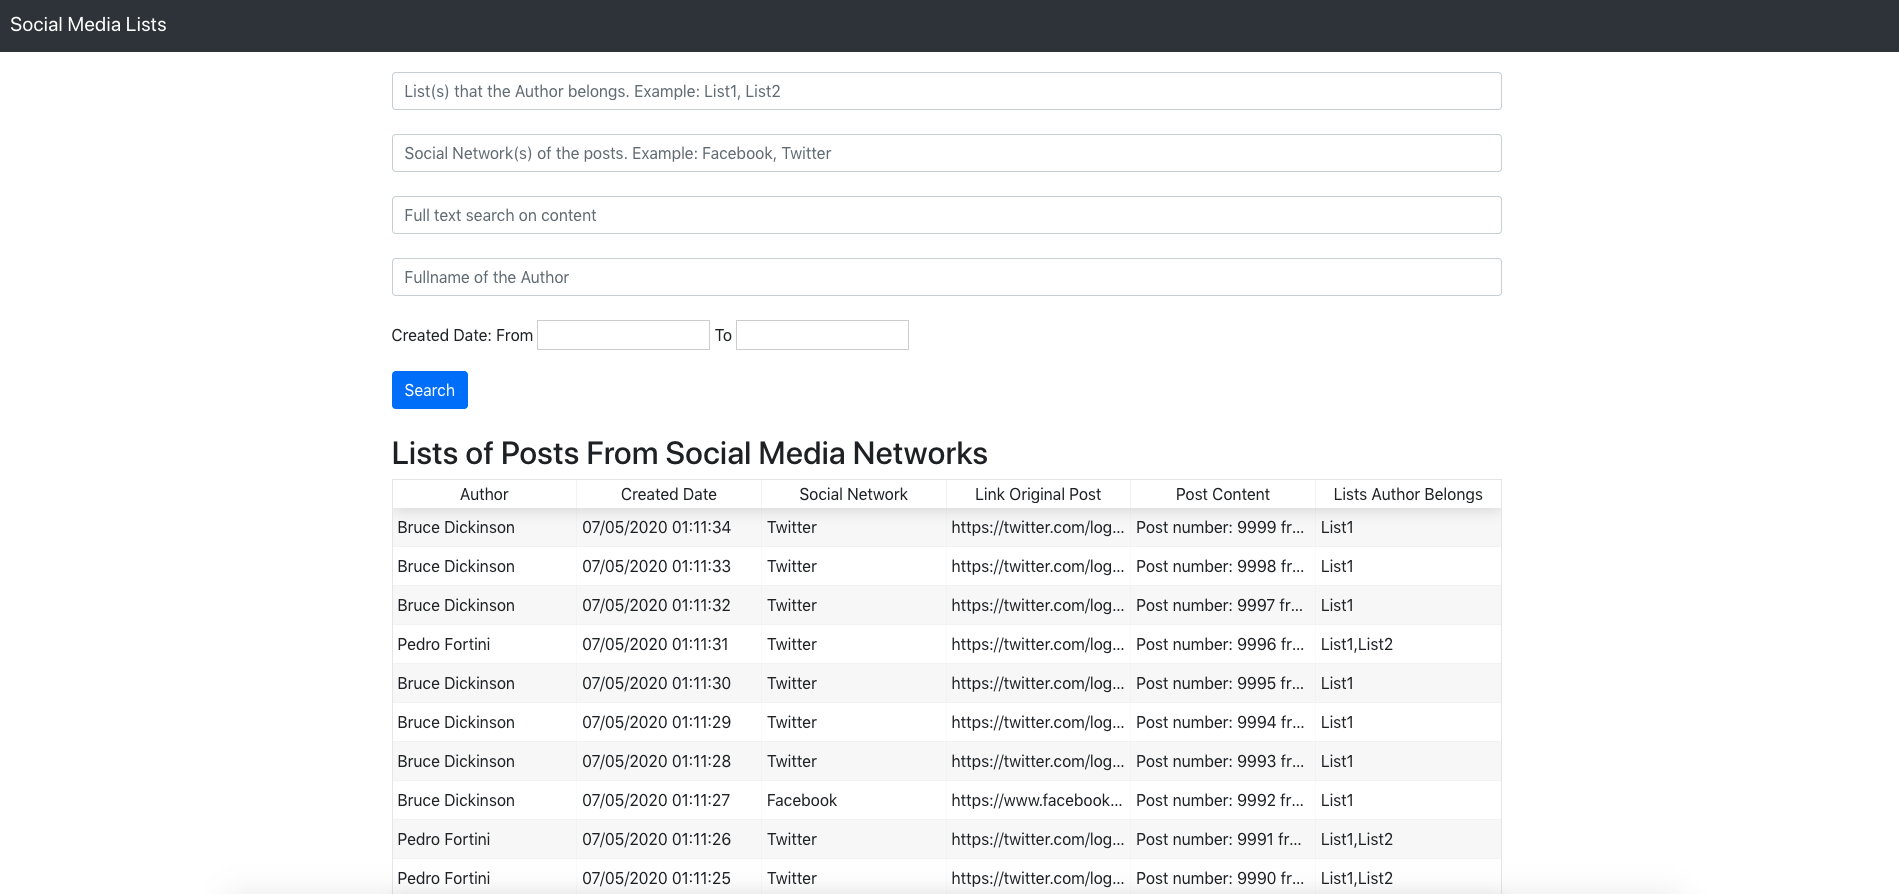 Social Media Lists
List(s) that the Author belongs. Example: List1, List2
Social Network(s) of the posts. Example: Facebook, Twitter
Full text search on content
Fullname of the Author
Created Date: From To
Search
Lists of Posts From Social Media Networks
Author Created Date Social Network Link Original Post Post Content Lists Author Belongs
Bruce Dickinson 07/05/2020 01:11:34 Twitter https://twitter.com/log... Post number: 9999 fr... List1
Bruce Dickinson 07/05/2020 01:11:33 Twitter https://twitter.com/log... Post number: 9998 fr... List1
Bruce Dickinson 07/05/2020 01:11:32 Twitter https://twitter.com/log... Post number: 9997 fr... List1
Pedro Fortini 07/05/2020 01:11:31 Twitter https://twitter.com/log... Post number: 9996 fr... List1,List2
Bruce Dickinson 07/05/2020 01:11:30 Twitter https://twitter.com/log... Post number: 9995 fr... List1
Bruce Dickinson 07/05/2020 01:11:29 Twitter https://twitter.com/log... Post number: 9994 fr... List1
Bruce Dickinson 07/05/2020 01:11:28 Twitter https://twitter.com/log... Post number: 9993 fr... List1
Bruce Dickinson 07/05/2020 01:11:27 Facebook https://www.facebook... Post number: 9992 fr... List1
Pedro Fortini 07/05/2020 01:11:26 Twitter https://twitter.com/log... Post number: 9991 fr... List1,List2
Pedro Fortini 07/05/2020 01:11:25 Twitter https://twitter.com/log... Post number: 9990 fr... List1,List2